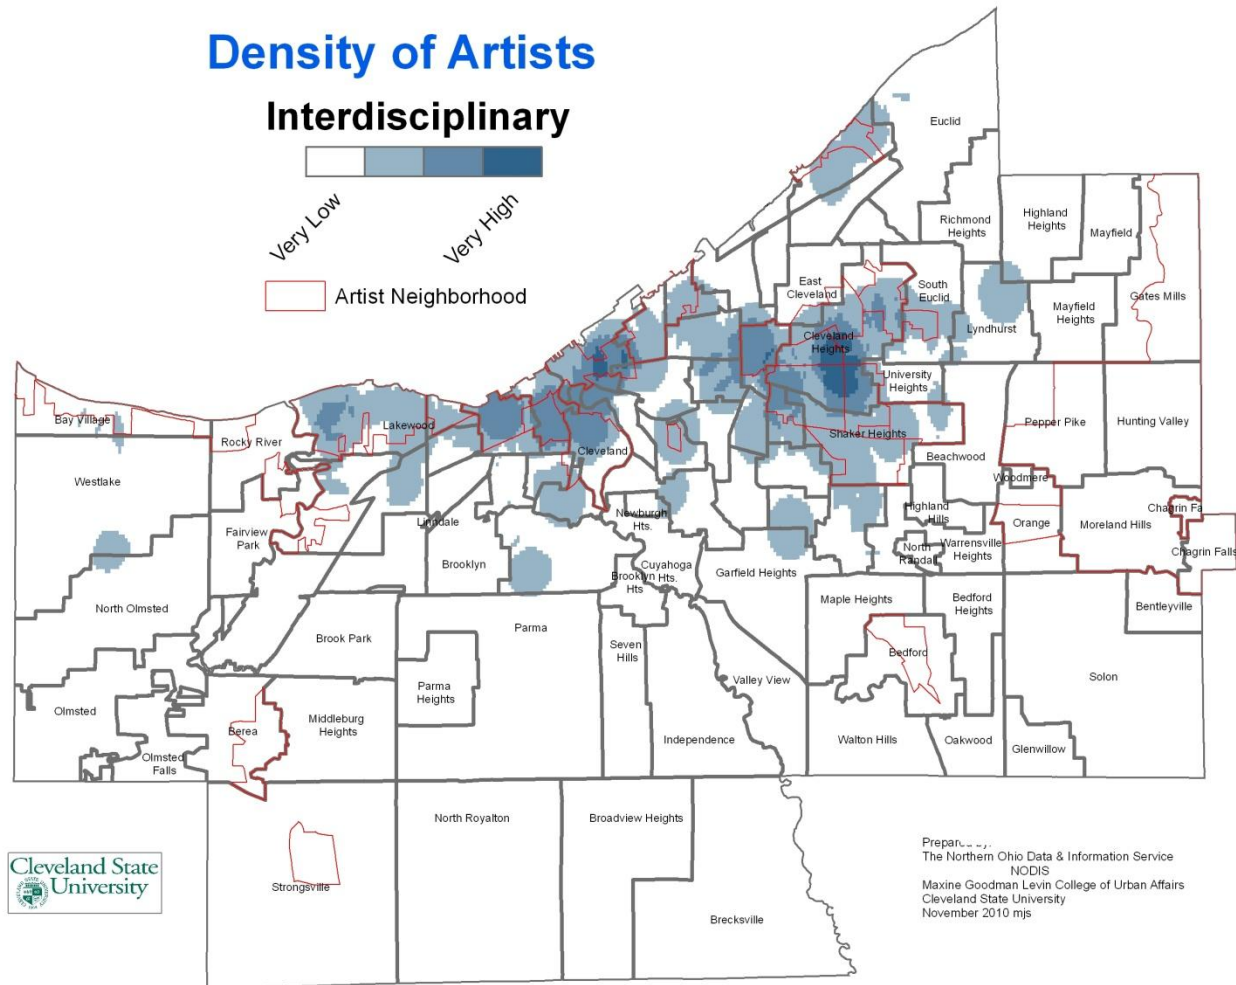 Density of Artists
Interdisciplinary
Very Low
Very High
Artist Neighborhood
Euclid
Richmond
Heights
Highland
Heights
Mayfield
East
Cleveland
South
Euclid
Gates Mills
Mayfield
Heights
Lyndhurst
Cleveland
Heights
University
Heights
Bay Village
Rocky River
Lakewood
Cleveland
Shaker Heights
Pepper Pike
Hunting Valley
Beachwood
Westlake
Woodmere
Fairview
Park
Linndale
Newburgh
Hts.
Highland
Hills
Orange
Moreland Hills
Chagrin Fa
Chagrin Falls
North
Randall
Warrensville
Heights
Brooklyn
Brooklyn
Hts
Cuyahoga
Hts.
Garfield Heights
North Olmsted
Maple Heights
Bedford
Heights
Bentleyville
Brook Park
Parma
Seven
Hills
Bedford
Valley View
Solon
Parma
Heights
Olmsted
Berea
Middleburg
Heights
Independence
Walton Hills
Oakwood
Glenwillow
Olmsted
Falls
North Royalton
Broadview Heights
Strongsville
Brecksville
Cleveland State
University
by:
The Northern Ohio Data & Information Service
NODIS
Maxine Goodman Levin College of Urban Affairs
Cleveland State University
November 2010 mjs